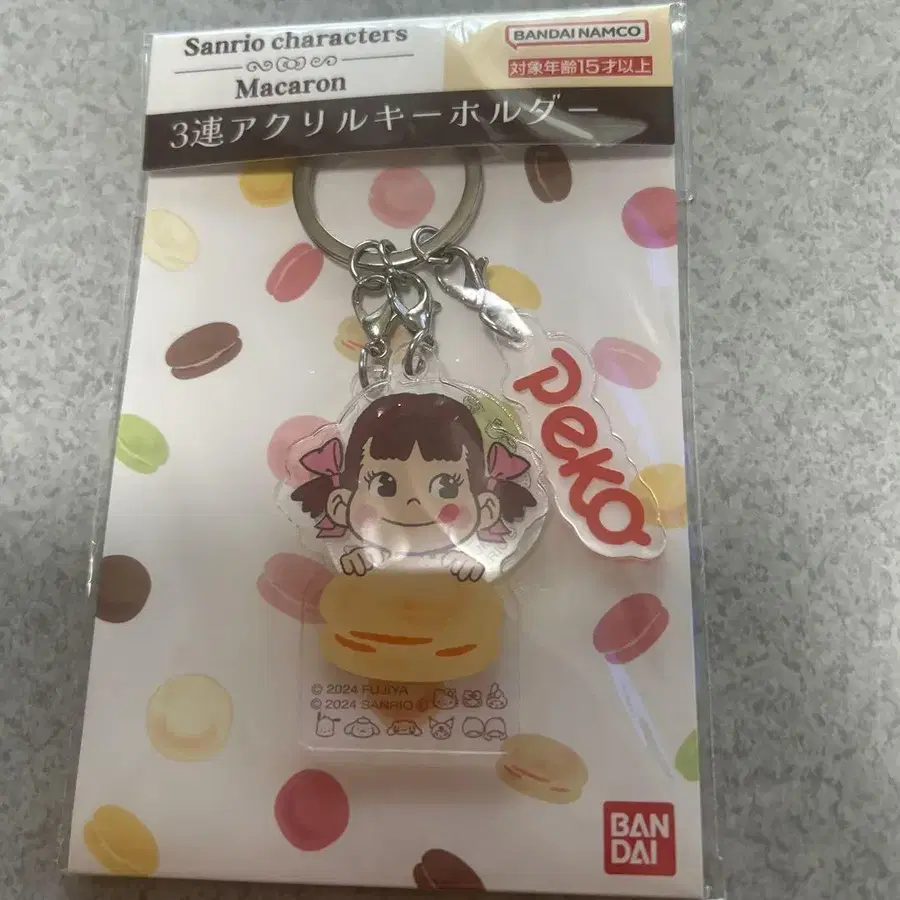 Sanrio characters
Macaron
BANDAI NAMCO
対象年齢15才以上
3連アクリルキーホルダー
Peko
© 2024 FUJIYA
© 2024 SANRIO
BAN
DAI